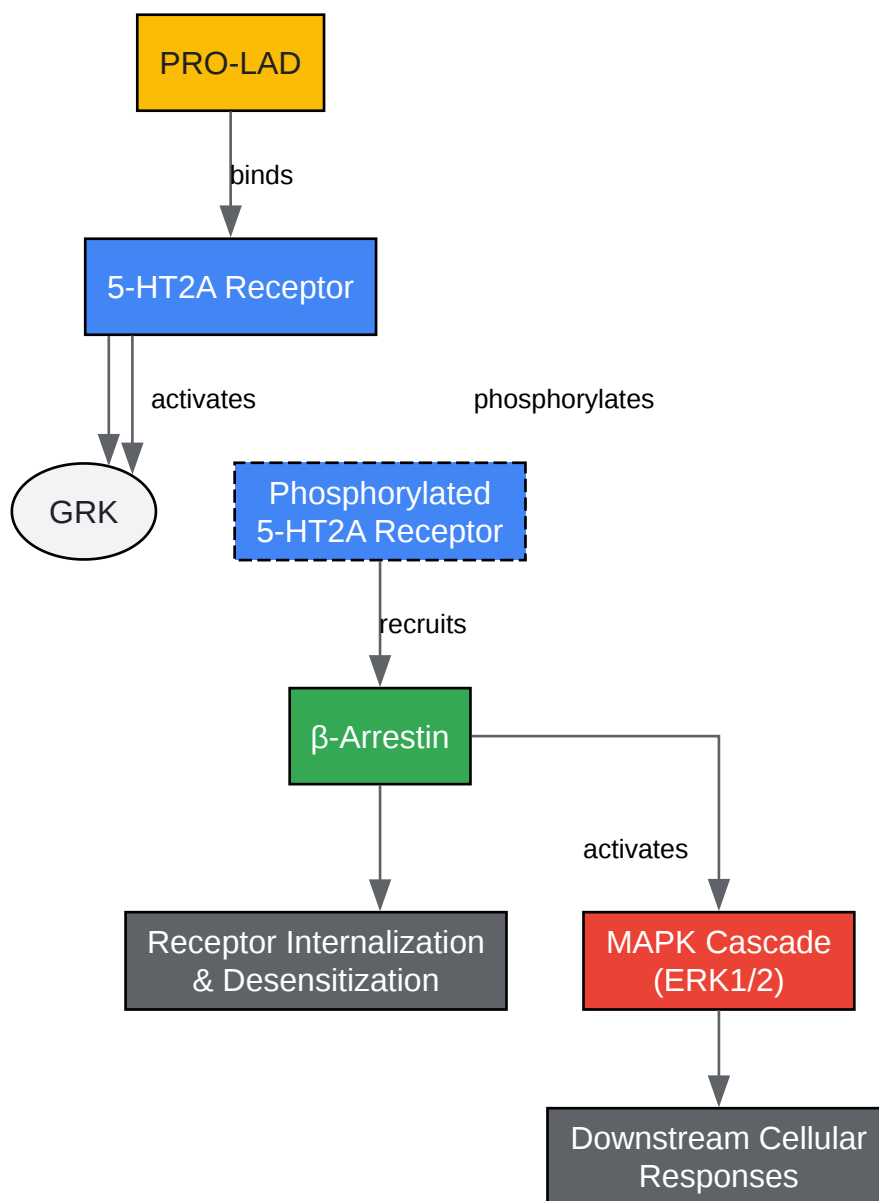 PRO-LAD
binds
5-HT2A Receptor
activates
phosphorylates
GRK
Phosphorylated
5-HT2A Receptor
recruits
β-Arrestin
activates
Receptor Internalization
& Desensitization
MAPK Cascade
(ERK1/2)
Downstream Cellular
Responses